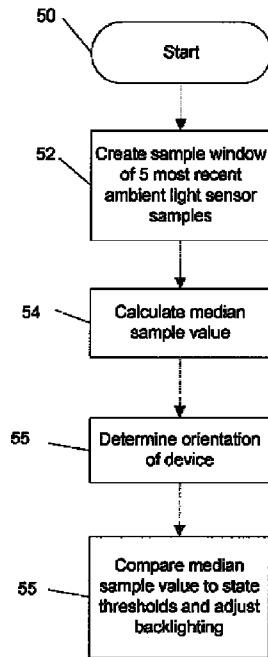 50
Start
52
Create sample window
of 5 most recent
ambient light sensor
samples
54
Calculate median
sample value
55
Determine orientation
of device
55
Compare median
sample value to state
thresholds and adjust
backlighting